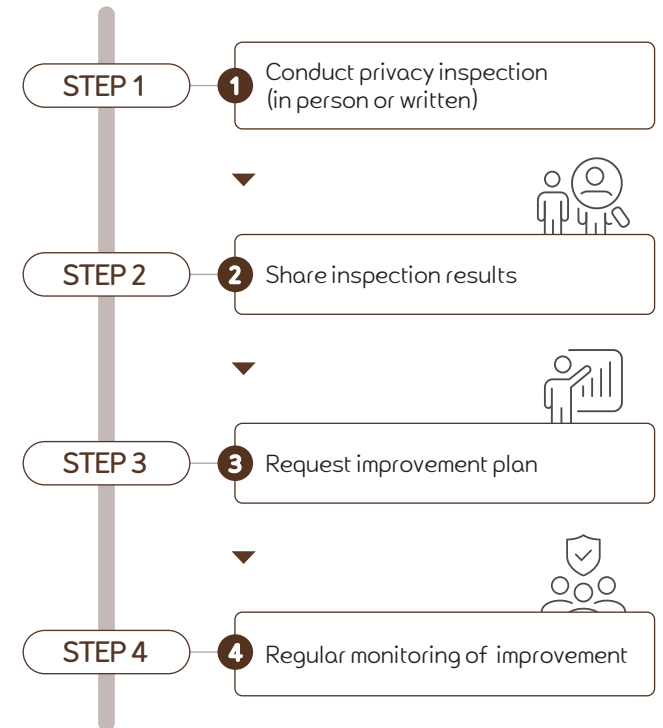 STEP 1
1
Conduct privacy inspection
(in person or written)
STEP 2
2
Share inspection results
STEP 3
3
Request improvement plan
STEP 4
4
Regular monitoring of improvement